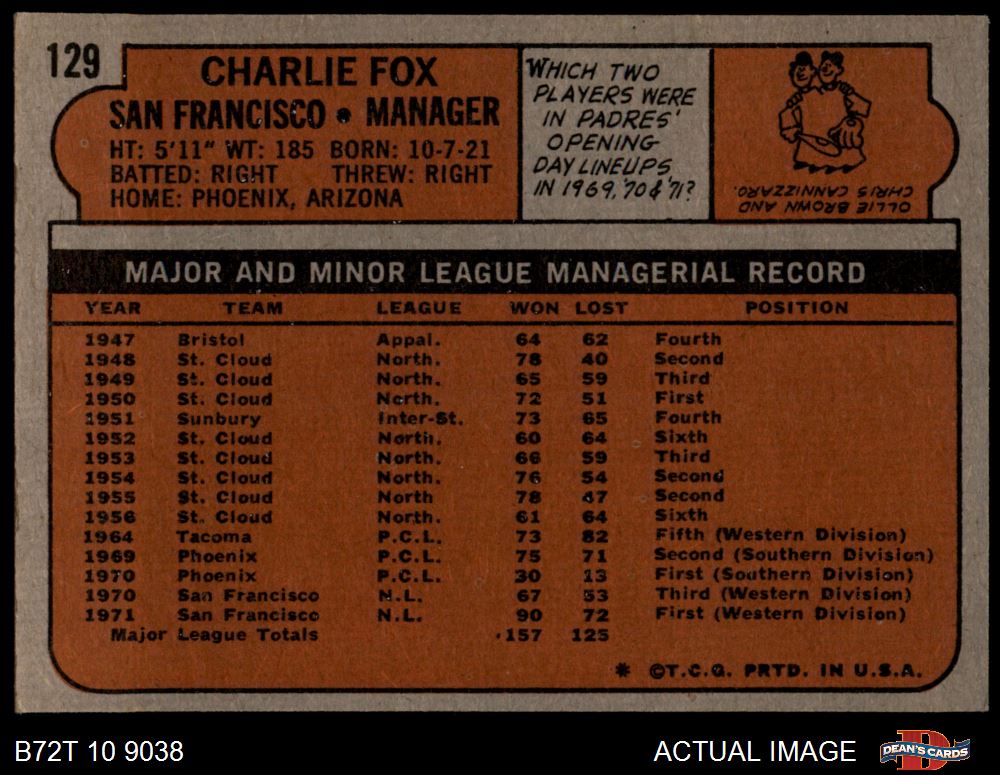 129
CHARLIE FOX
SAN FRANCISCO • MANAGER
HT: 5'11" WT: 185 BORN: 10-7-21
BATTED: RIGHT THREW: RIGHT
HOME: PHOENIX, ARIZONA
WHICH TWO
PLAYERS WERE
IN PADRES'
OPENING
DAY LINEUPS
IN 1969, '70 & '71?
OLLIE BROWN AND
CHRIS CANNIZZARO.
MAJOR AND MINOR LEAGUE MANAGERIAL RECORD
YEAR TEAM LEAGUE WON LOST POSITION
1947 Bristol Appal. 64 62 Fourth
1948 St. Cloud North. 78 40 Second
1949 St. Cloud North. 65 59 Third
1950 St. Cloud North. 72 51 First
1951 Sunbury Inter-St. 73 65 Fourth
1952 St. Cloud North. 60 64 Sixth
1953 St. Cloud North. 66 59 Third
1954 St. Cloud North. 76 54 Second
1955 St. Cloud North 78 47 Second
1956 St. Cloud North. 61 64 Sixth
1964 Tacoma P.C.L. 73 82 Fifth (Western Division)
1969 Phoenix P.C.L. 75 71 Second (Southern Division)
1970 Phoenix P.C.L. 30 13 First (Southern Division)
1970 San Francisco N.L. 67 53 Third (Western Division)
1971 San Francisco N.L. 90 72 First (Western Division)
Major League Totals 157 125
* ©T.C.G. PRTD. IN U.S.A.
B72T 10 9038
ACTUAL IMAGE
D
DEAN'S CARDS